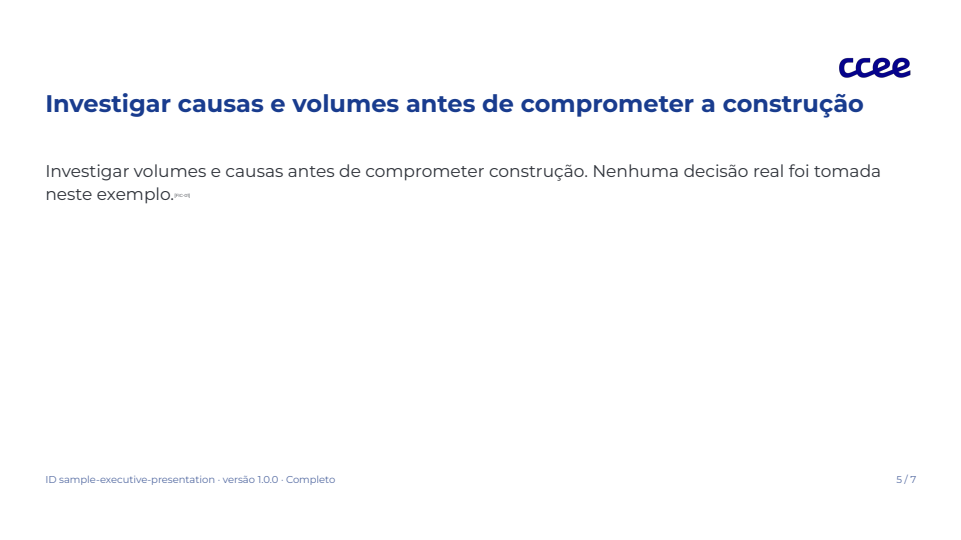 ccee
Investigar causas e volumes antes de comprometer a construção
Investigar volumes e causas antes de comprometer construção. Nenhuma decisão real foi tomada
neste exemplo.
ID sample-executive-presentation · versão 1.0.0 · Completo
5 / 7